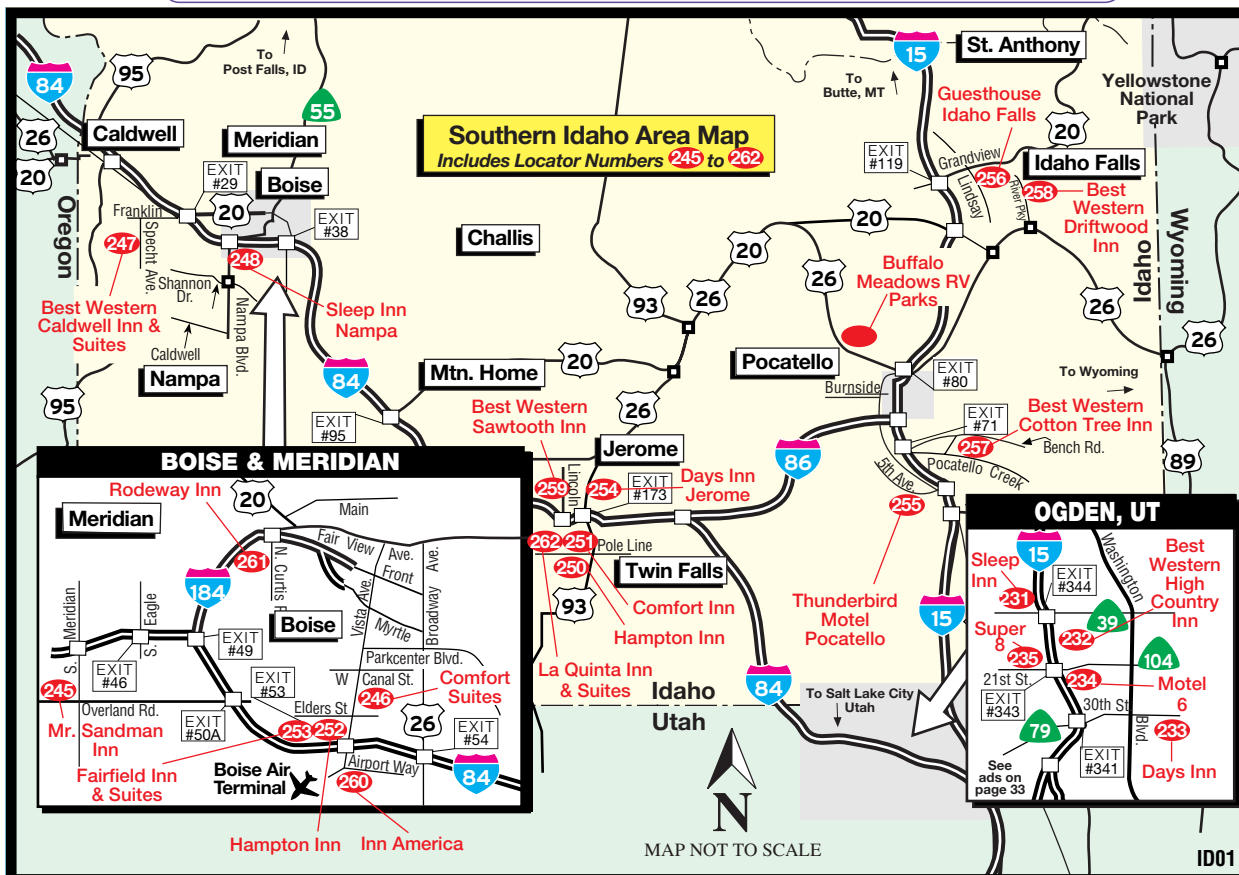 Southern Idaho Area Map
Includes Locator Numbers 245 to 262
84
95
To
Post Falls, ID
55
26
20
Caldwell
Meridian
Boise
EXIT
#29
20
EXIT
#38
Franklin
Specht Ave.
247
248
Shannon
Dr.
Nampa Blvd.
Caldwell
Best Western
Caldwell Inn &
Suites
Sleep Inn
Nampa
Nampa
Oregon
95
84
EXIT
#95
Mtn. Home
Challis
20
93
26
20
20
26
26
15
To
Butte, MT
St. Anthony
Guesthouse
Idaho Falls
20
Yellowstone
National
Park
EXIT
#119
Grandview
Lindsay
256
River Pky.
Idaho Falls
258
Best
Western
Driftwood
Inn
Idaho
Wyoming
26
26
89
Buffalo
Meadows RV
Parks
Pocatello
Burnside
EXIT
#80
To Wyoming
EXIT
#71
Best Western
Cotton Tree Inn
257
Bench Rd.
Pocatello Creek
5th Ave.
255
Thunderbird
Motel
Pocatello
15
86
Best Western
Sawtooth Inn
Jerome
259
Lincoln
254
EXIT
#173
Days Inn
Jerome
262
251
Pole Line
250
Twin Falls
93
Comfort Inn
Hampton Inn
La Quinta Inn
& Suites
84
Idaho
Utah
To Salt Lake City
Utah
N
MAP NOT TO SCALE
ID01
BOISE & MERIDIAN
Rodeway Inn
20
Main
Meridian
Fair View
Ave.
Front
261
N. Curtis R
184
Boise
Vista Ave.
Myrtle
Broadway Ave.
S. Meridian
S. Eagle
EXIT
#46
EXIT
#49
Parkcenter Blvd.
W
Canal St.
245
EXIT
#53
246
Comfort
Suites
Overland Rd.
EXIT
#50A
Elders St
26
Mr. Sandman
Inn
253
252
EXIT
#54
Fairfield Inn
& Suites
Boise Air
Terminal
Airport Way
260
84
Hampton Inn
Inn America
OGDEN, UT
15
Washington
Blvd.
Sleep
Inn
231
EXIT
#344
Best
Western
High
Country
Inn
39
232
Super
8
235
104
21st St.
234
Motel
6
EXIT
#343
30th St
79
233
Days Inn
EXIT
#341
See
ads on
page 33